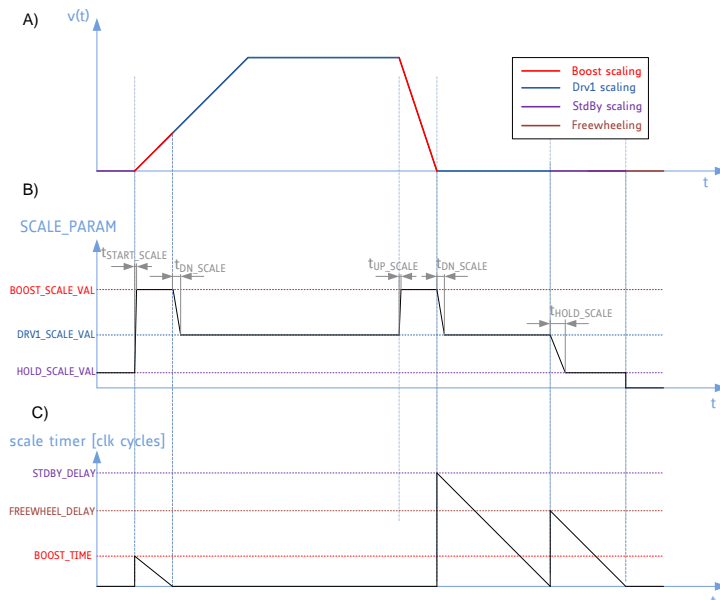 A)
v(t)
Boost scaling
Drv1 scaling
StdBy scaling
Freewheeling
t
B)
SCALE_PARAM
tSTART_SCALE
tDN_SCALE
tUP_SCALE
tDN_SCALE
tHOLD_SCALE
BOOST_SCALE_VAL
DRV1_SCALE_VAL
HOLD_SCALE_VAL
t
C)
scale timer [clk cycles]
STDBY_DELAY
FREEWHEEL_DELAY
BOOST_TIME
t